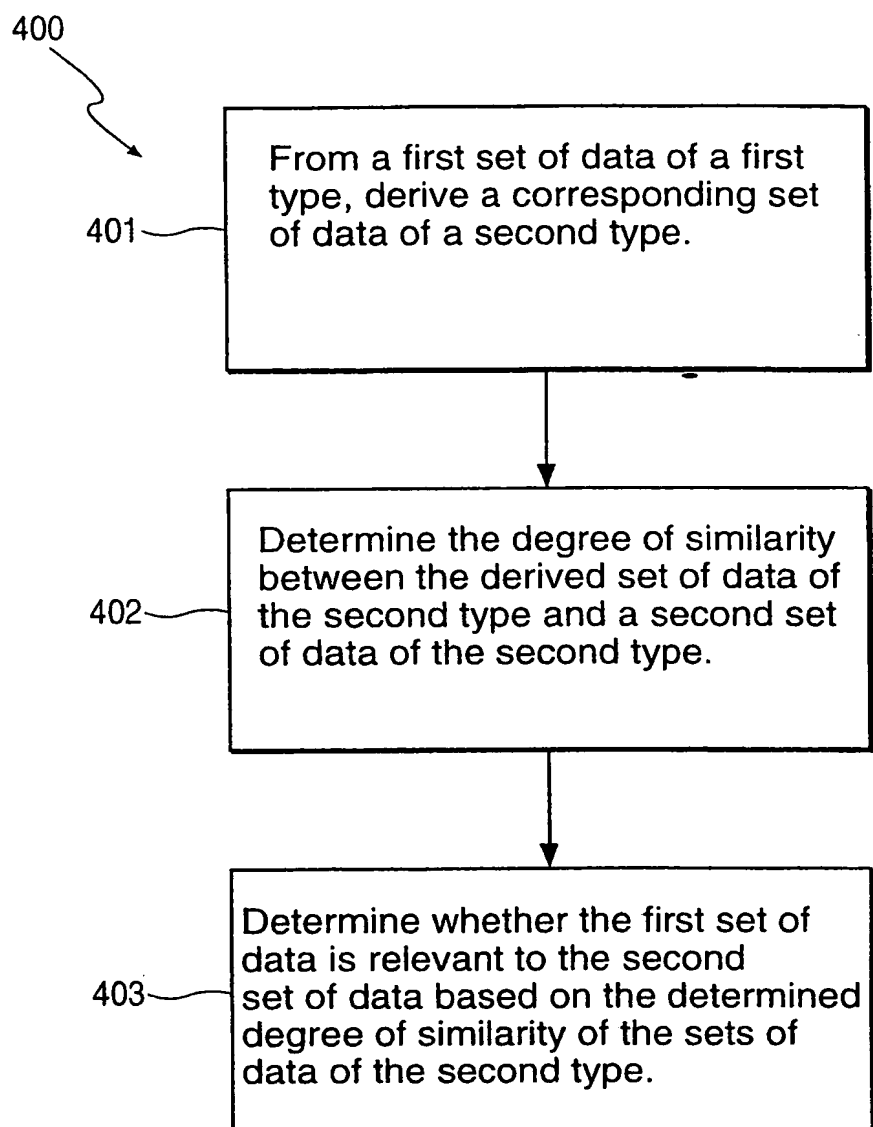 400
401
From a first set of data of a first
type, derive a corresponding set
of data of a second type.
402
Determine the degree of similarity
between the derived set of data of
the second type and a second set
of data of the second type.
403
Determine whether the first set of
data is relevant to the second
set of data based on the determined
degree of similarity of the sets of
data of the second type.